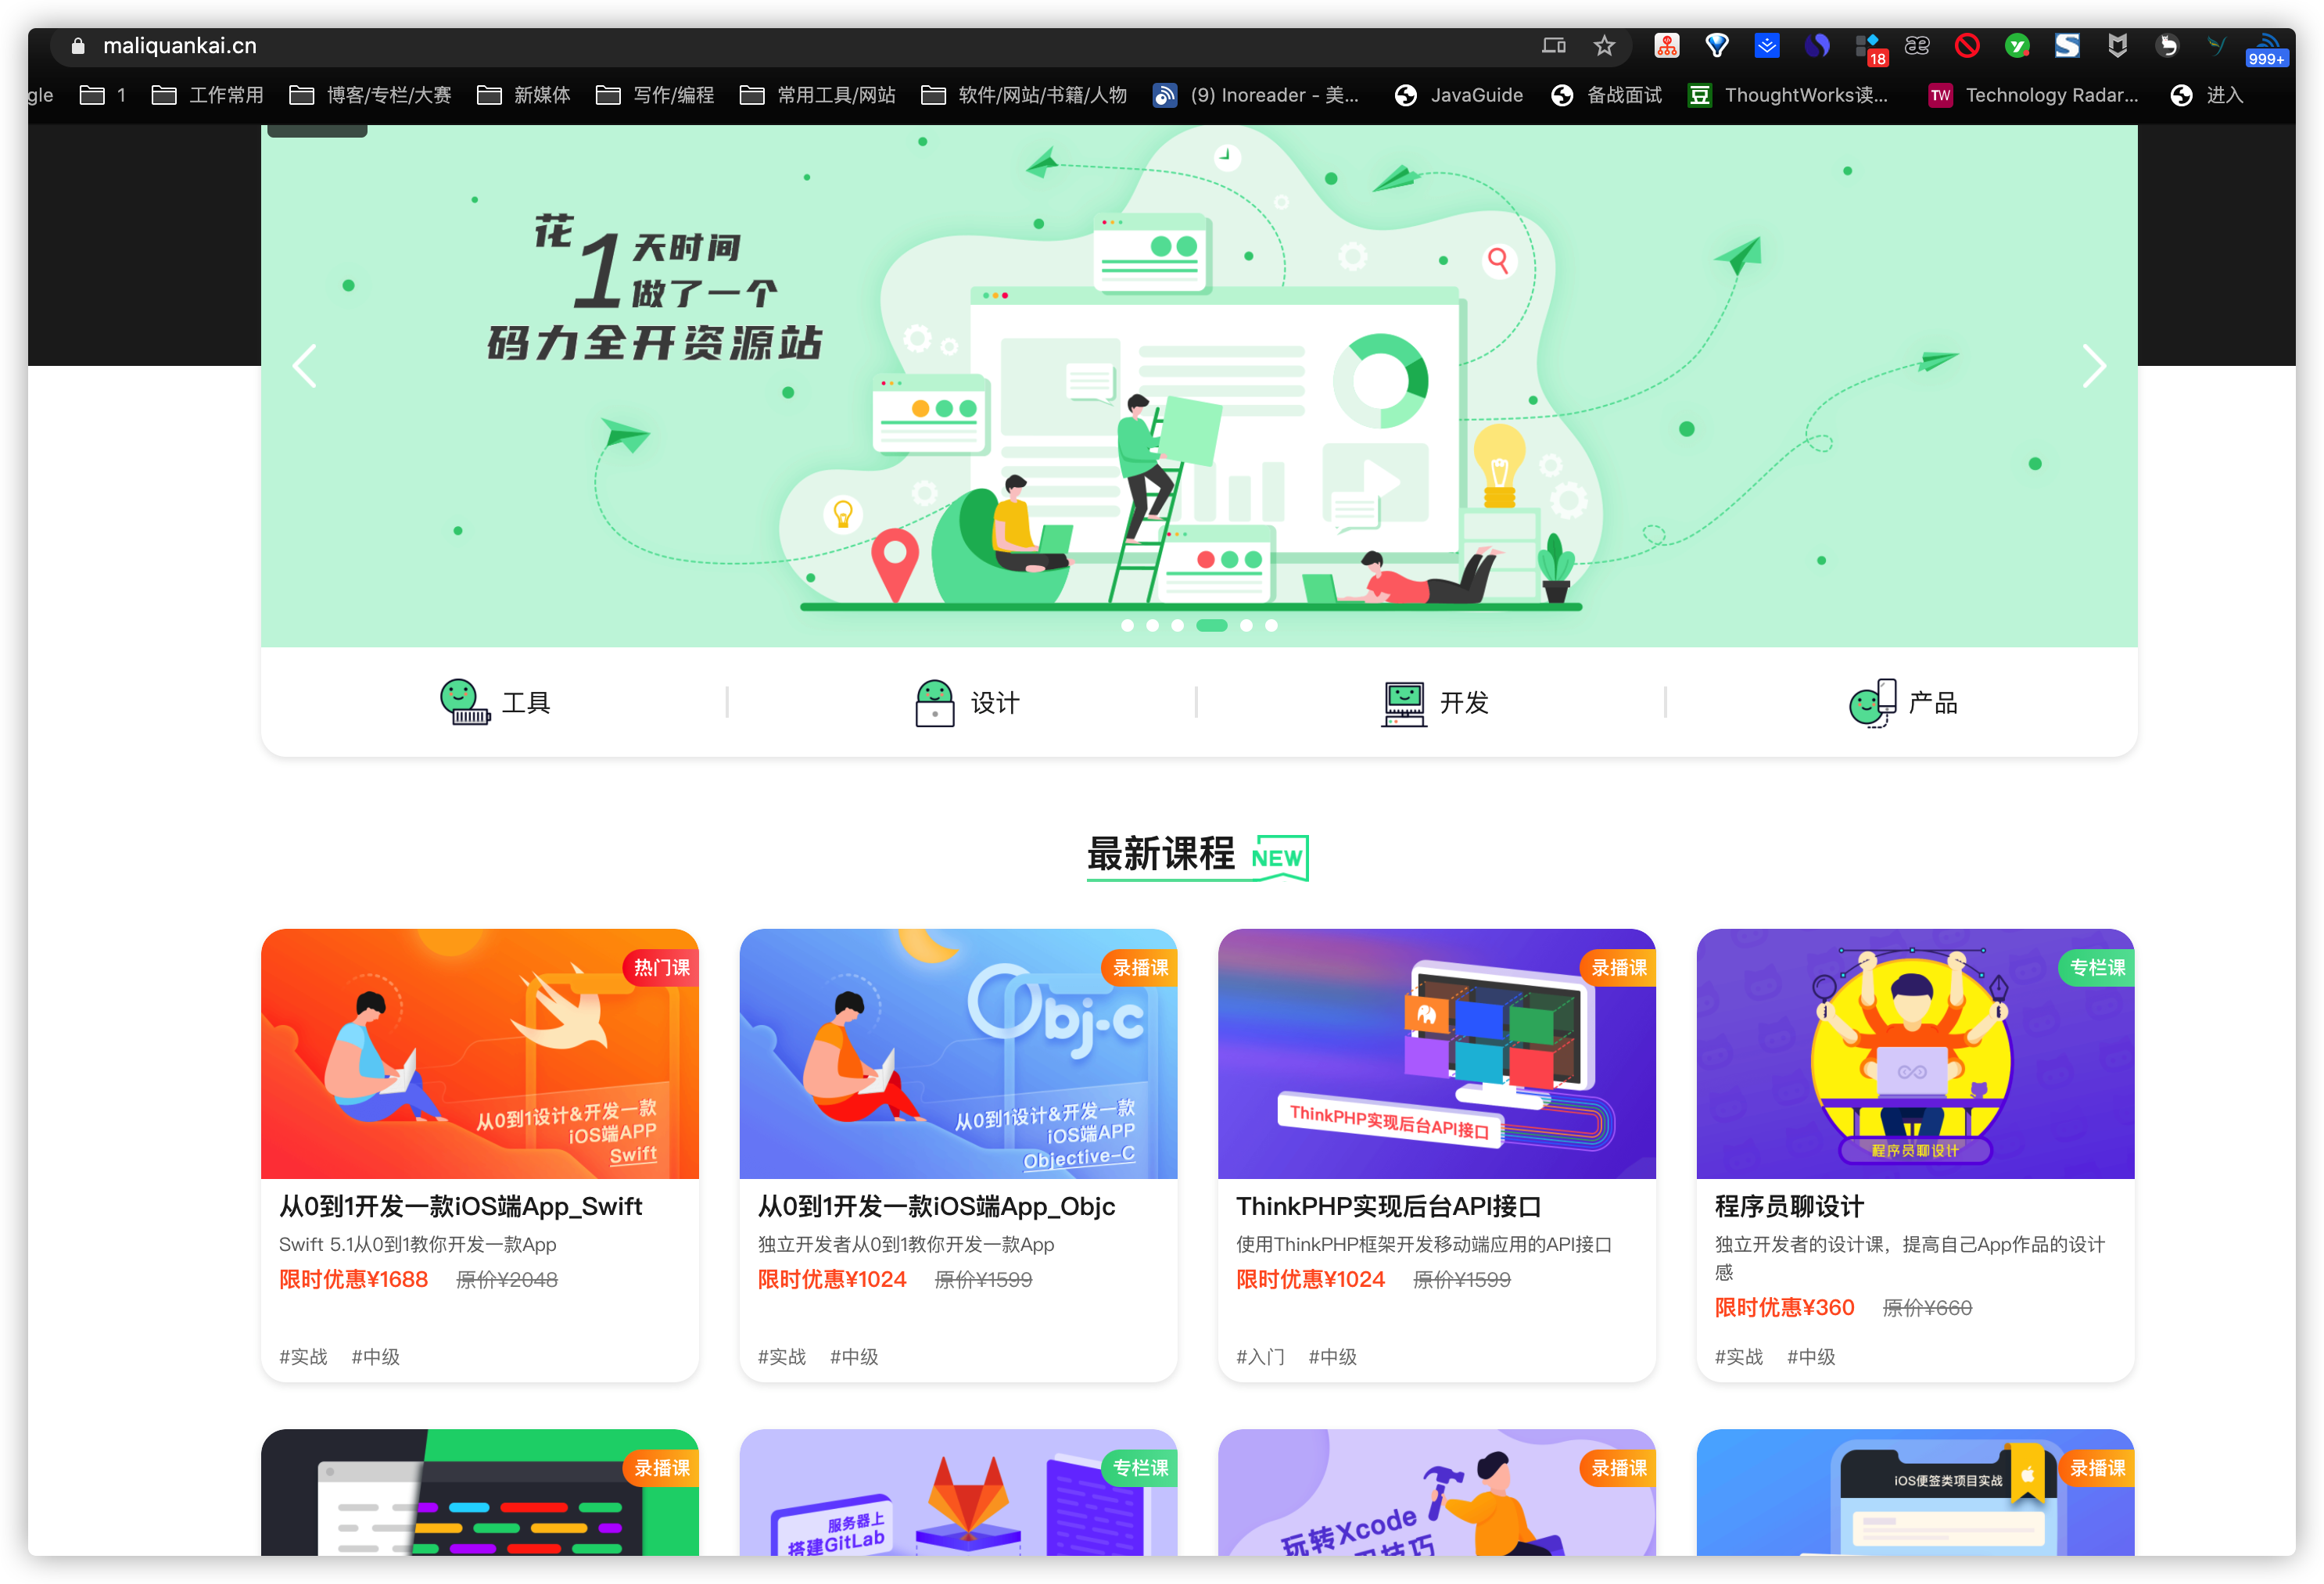 maliquankai.cn
18
999+
gle
1
工作常用
博客/专栏/大赛
新媒体
写作/编程
常用工具/网站
软件/网站/书籍/人物
(9) Inoreader - 美...
JavaGuide
备战面试
豆
ThoughtWorks读...
TW
Technology Radar...
进入
花1天时间
做了一个
码力全开资源站
工具
设计
开发
产品
最新课程 NEW
热门课
从0到1设计&开发一款
iOS端APP
Swift
从0到1开发一款iOS端App_Swift
Swift 5.1从0到1教你开发一款App
限时优惠¥1688 原价¥2048
#实战 #中级
录播课
Obj-c
从0到1设计&开发一款
iOS端APP
Objective-C
从0到1开发一款iOS端App_Objc
独立开发者从0到1教你开发一款App
限时优惠¥1024 原价¥1599
#实战 #中级
录播课
ThinkPHP实现后台API接口
ThinkPHP实现后台API接口
使用ThinkPHP框架开发移动端应用的API接口
限时优惠¥1024 原价¥1599
#入门 #中级
专栏课
程序员聊设计
程序员聊设计
独立开发者的设计课，提高自己App作品的设计
感
限时优惠¥360 原价¥660
#实战 #中级
录播课
专栏课
服务器上
搭建GitLab
录播课
玩转Xcode
录播课
iOS便签类项目实战